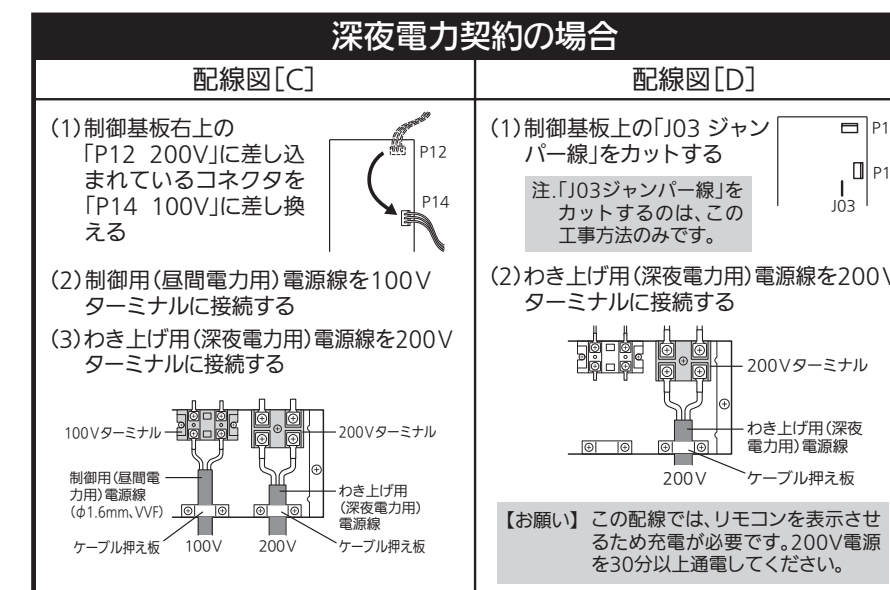 深夜電力契約の場合
配線図[C]
(1)制御基板右上の
「P12 200V」に差し込
まれているコネクタを
「P14 100V」に差し換
える
P12
P14
(2)制御用(昼間電力用)電源線を100V
ターミナルに接続する
(3)わき上げ用(深夜電力用)電源線を200V
ターミナルに接続する
100Vターミナル
200Vターミナル
制御用(昼間電
力用)電源線
(φ1.6mm、VVF)
わき上げ用
(深夜電力用)
電源線
ケーブル押え板
100V
200V
ケーブル押え板
配線図[D]
(1)制御基板上の「J03 ジャン
パー線」をカットする
P1
P1
J03
注.「J03ジャンパー線」を
カットするのは、この
工事方法のみです。
(2)わき上げ用(深夜電力用)電源線を200V
ターミナルに接続する
200Vターミナル
わき上げ用(深夜
電力用)電源線
200V
ケーブル押え板
【お願い】この配線では、リモコンを表示させ
るため充電が必要です。200V電源
を30分以上通電してください。